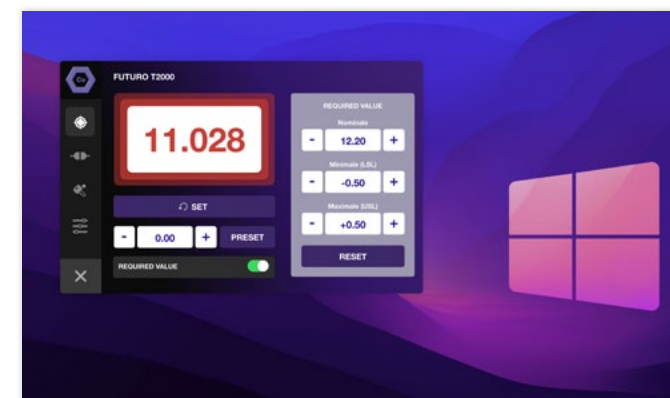 Co
FUTURO T2000
11.028
SET
- 0.00 + PRESET
REQUIRED VALUE
REQUIRED VALUE
Nominale
- 12.20 +
Minimale (LSL)
- -0.50 +
Maximale (USL)
- +0.50 +
RESET